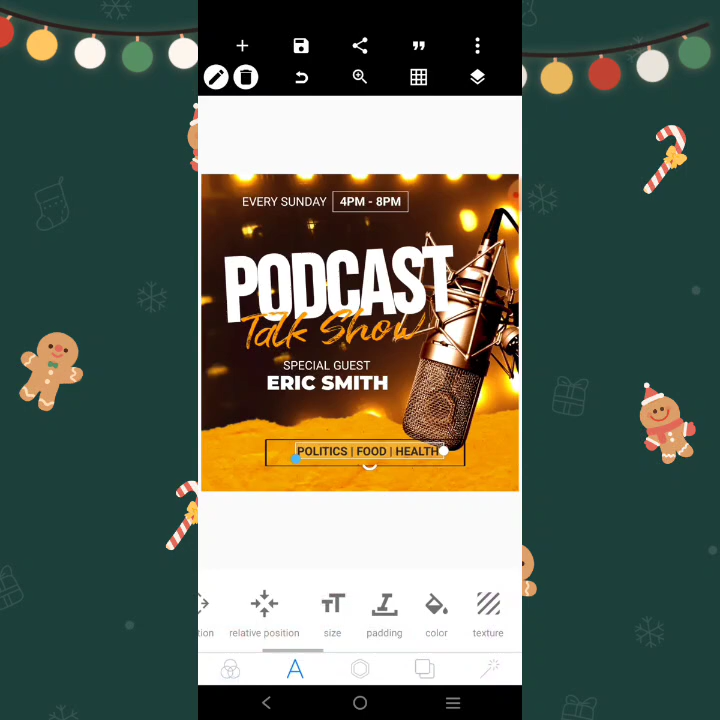 EVERY SUNDAY 4PM - 8PM
PODCAST
Talk Show
SPECIAL GUEST
ERIC SMITH
POLITICS | FOOD | HEALTH
tion relative position size padding color texture
A